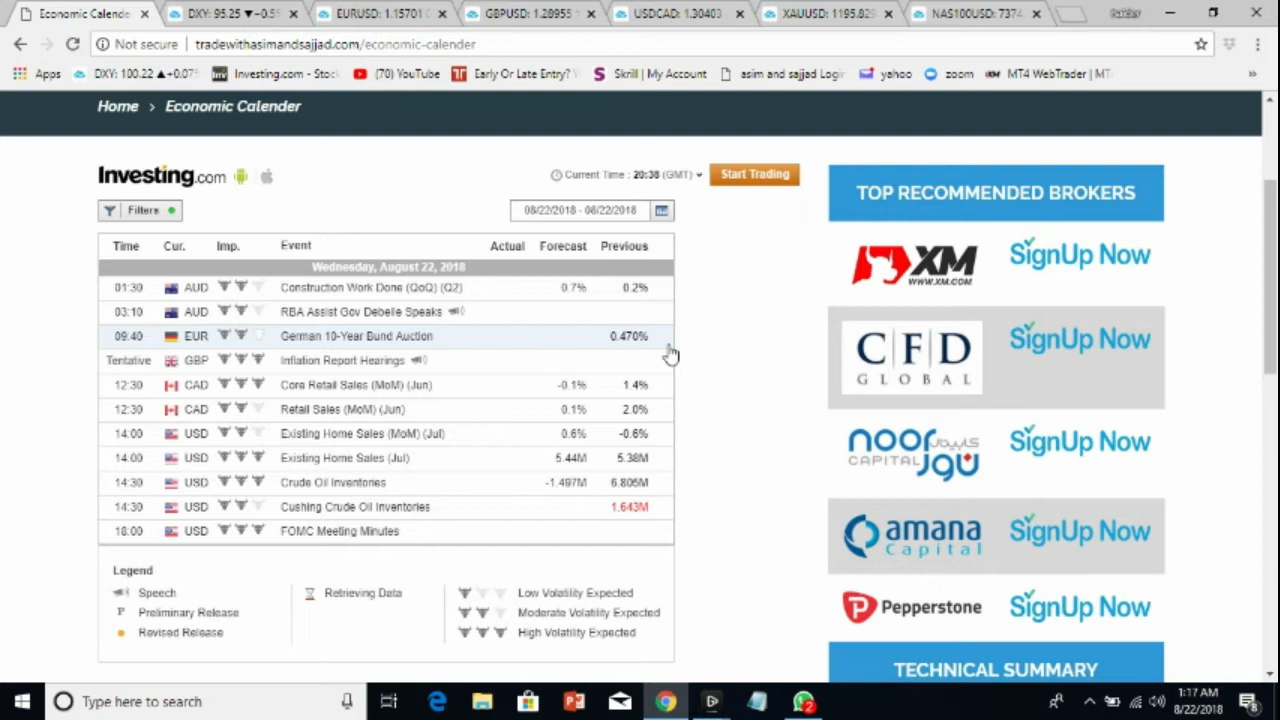 Economic Calende
DXY: 95.25 ▼−0.5
EURUSD: 1.15701
GBPUSD: 1.28955
USDCAD: 1.30403
XAUUSD: 1195.829
NAS100USD: 7374
Not secure | tradewithasimandsajjad.com/economic-calender
Apps
DXY: 100.22 ▲+0.07
Investing.com - Stock
(70) YouTube
Early Or Late Entry?
Skrill | My Account
asim and sajjad Login
yahoo
zoom
MT4 WebTrader | MT
Home > Economic Calender
Investing.com
Current Time : 20:38 (GMT)
Start Trading
Filters
08/22/2018 - 08/22/2018
Time Cur. Imp. Event Actual Forecast Previous
Wednesday, August 22, 2018
01:30 AUD Construction Work Done (QoQ) (Q2) 0.7% 0.2%
03:10 AUD RBA Assist Gov Debelle Speaks
09:40 EUR German 10-Year Bund Auction 0.470%
Tentative GBP Inflation Report Hearings
12:30 CAD Core Retail Sales (MoM) (Jun) -0.1% 1.4%
12:30 CAD Retail Sales (MoM) (Jun) 0.1% 2.0%
14:00 USD Existing Home Sales (MoM) (Jul) 0.6% -0.6%
14:00 USD Existing Home Sales (Jul) 5.44M 5.38M
14:30 USD Crude Oil Inventories -1.497M 6.805M
14:30 USD Cushing Crude Oil Inventories 1.643M
18:00 USD FOMC Meeting Minutes
Legend
Speech
P Preliminary Release
Revised Release
Retrieving Data
Low Volatility Expected
Moderate Volatility Expected
High Volatility Expected
TOP RECOMMENDED BROKERS
XM
WWW.XM.COM
SignUp Now
CFD
GLOBAL
SignUp Now
noor
CAPITAL
كابيتال
نور
SignUp Now
amana
capital
SignUp Now
Pepperstone
SignUp Now
TECHNICAL SUMMARY
Type here to search
2
1:17 AM
8/22/2018
8